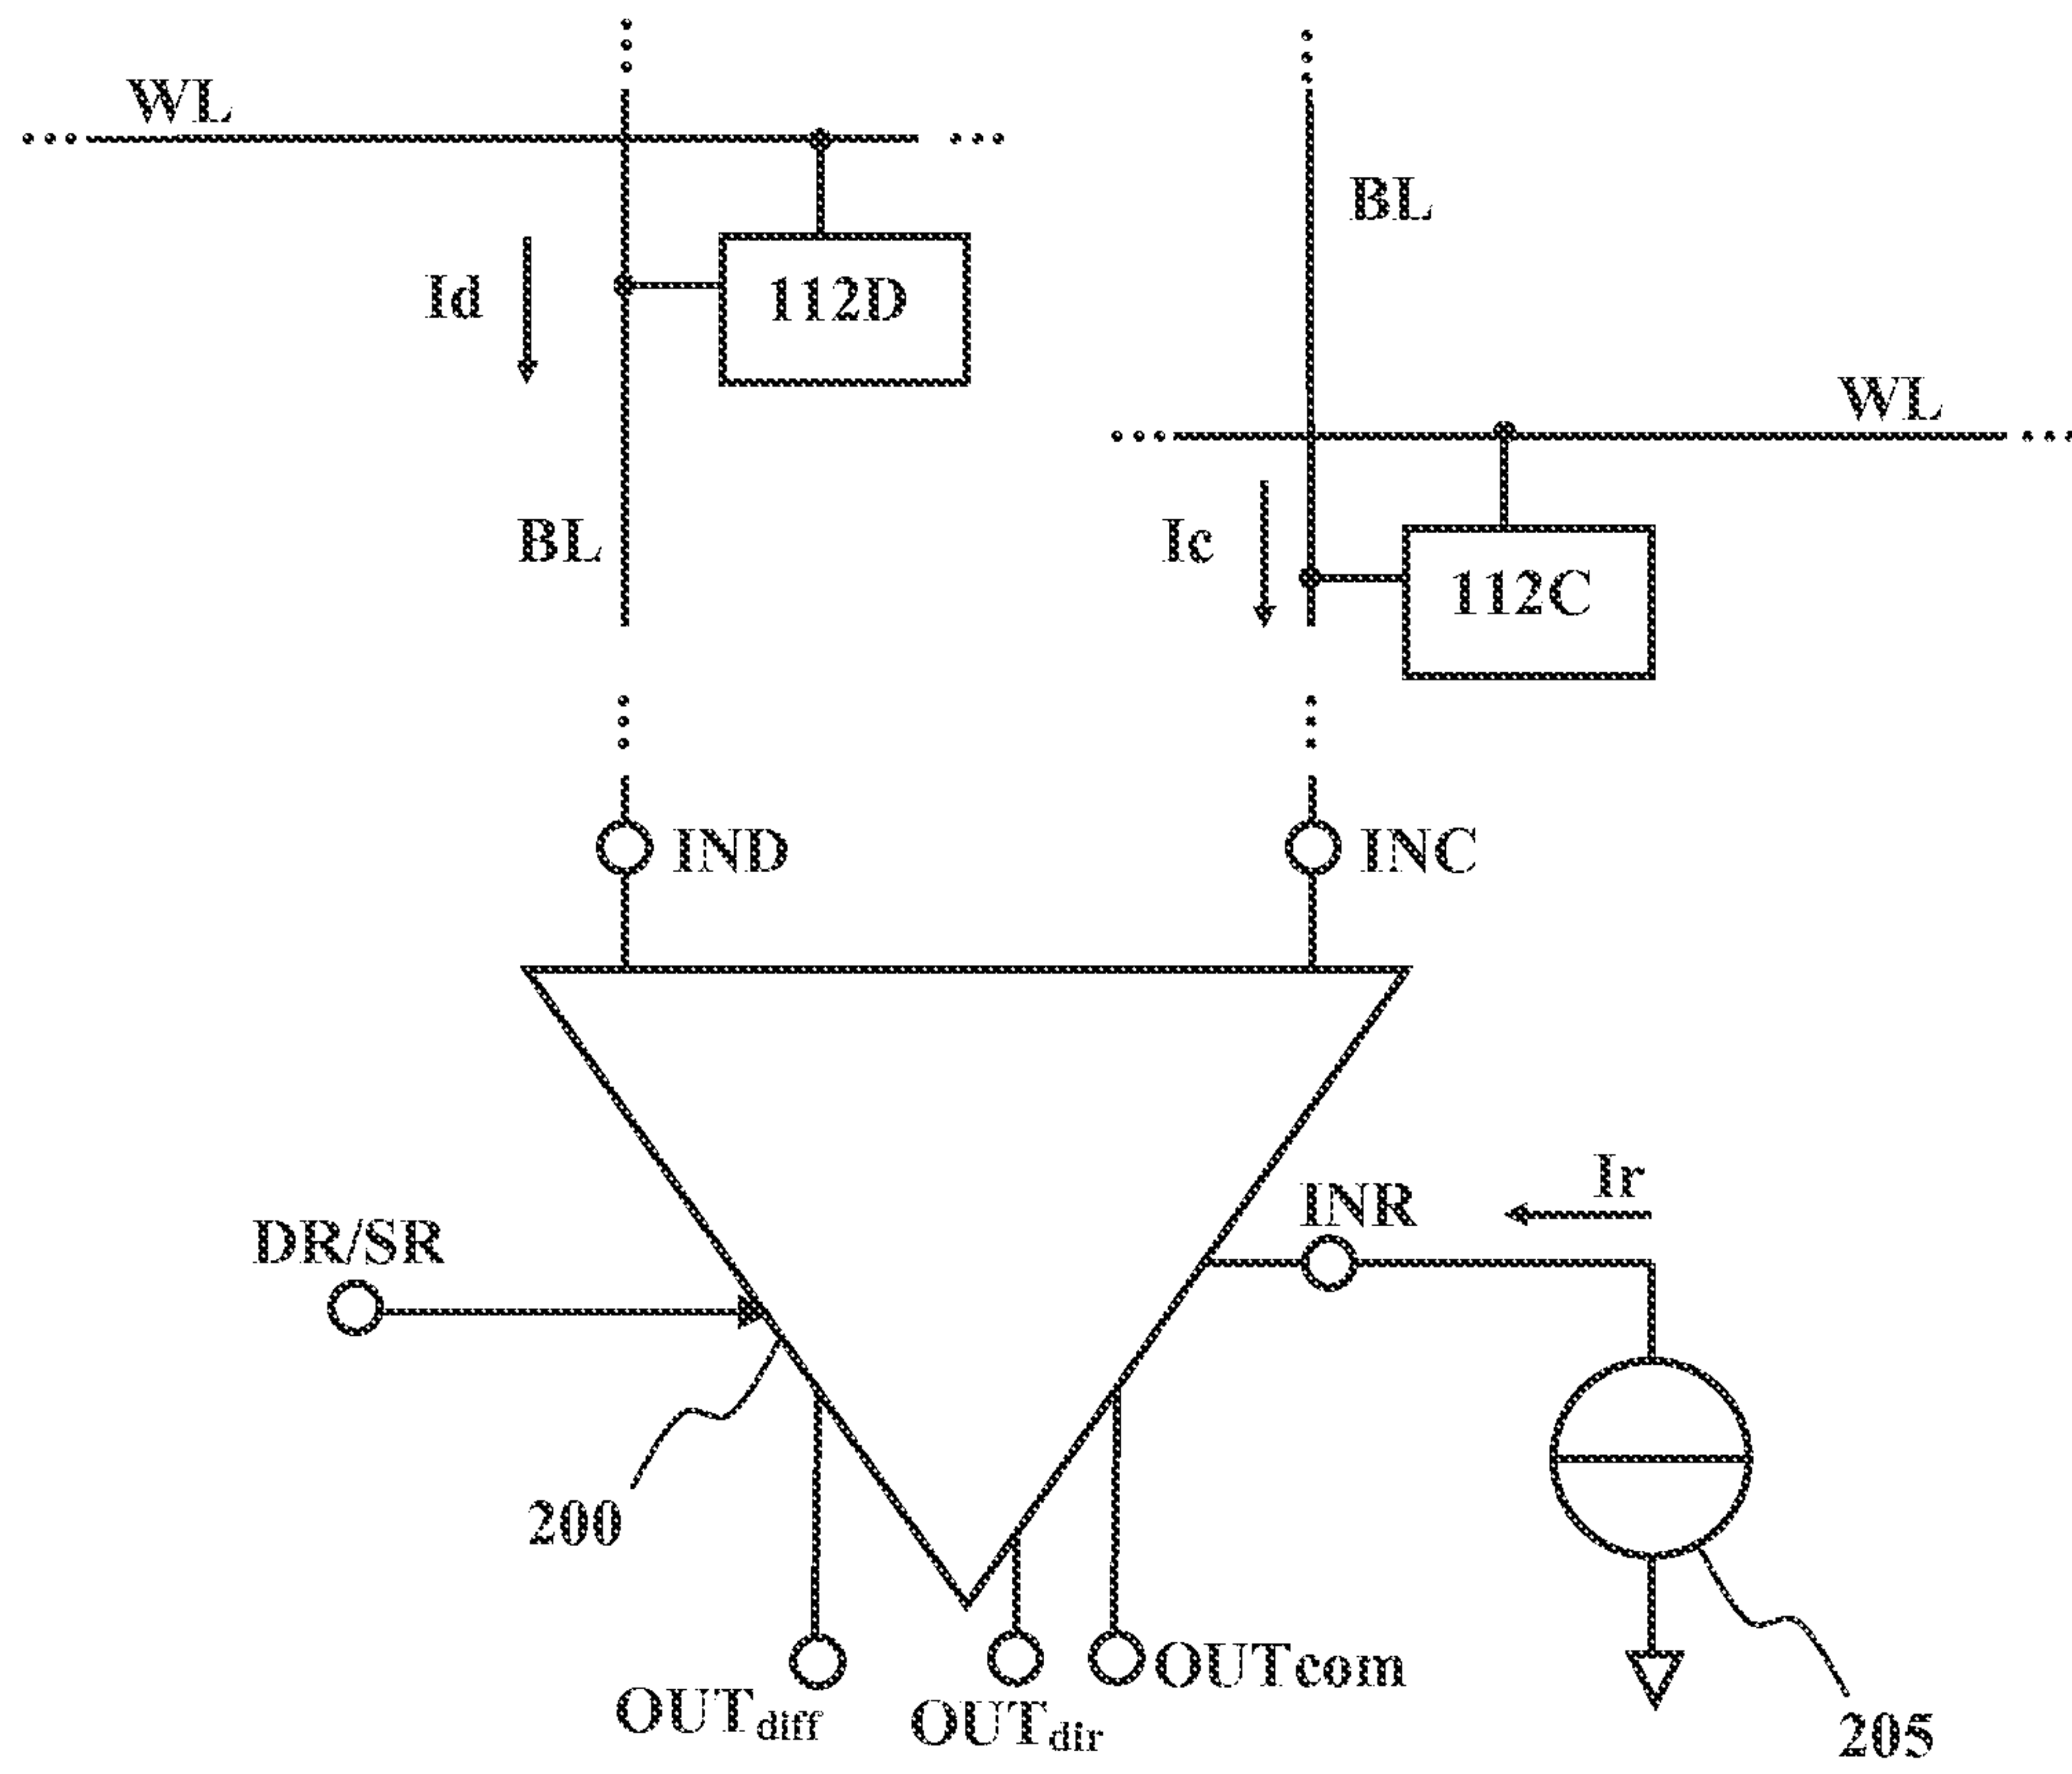 WL
BL
Id
112D
WL
BL
Ic
112C
IND
INC
Ir
INR
DR/SR
200
OUTcom
OUTdiff
OUTdir
205